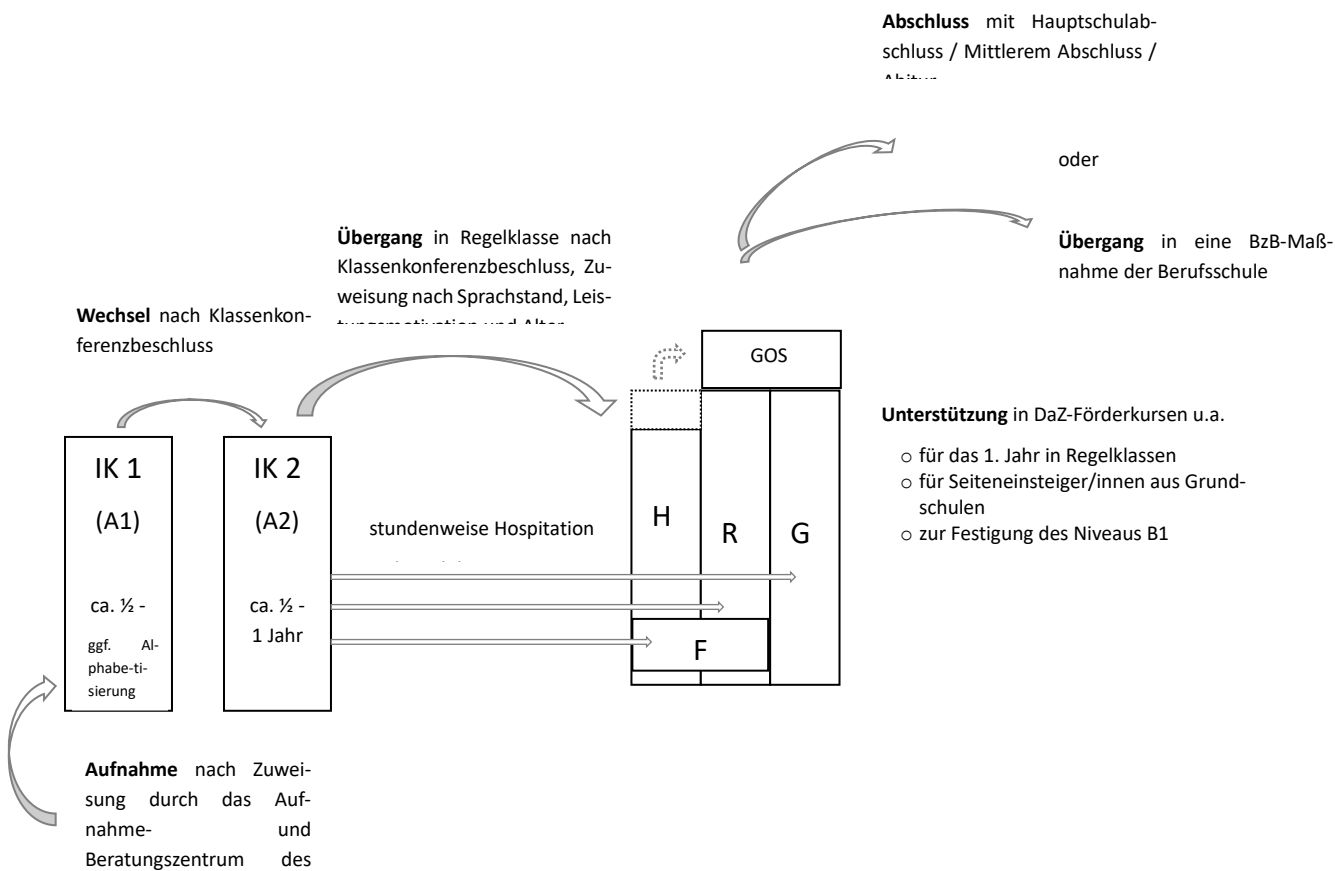 Abschluss mit Hauptschulab-
schluss / Mittlerem Abschluss /
oder
Übergang in eine BzB-Maß-
nahme der Berufsschule
Übergang in Regelklasse nach
Klassenkonferenzbeschluss, Zu-
weisung nach Sprachstand, Leis-
Wechsel nach Klassenkon-
ferenzbeschluss
GOS
Unterstützung in DaZ-Förderkursen u.a.
o für das 1. Jahr in Regelklassen
o für Seiteneinsteiger/innen aus Grund-
schulen
o zur Festigung des Niveaus B1
IK 1
(A1)
ca. ½ -
ggf. Al-
phabe-ti-
sierung
IK 2
(A2)
ca. ½ -
1 Jahr
stundenweise Hospitation
H
R
G
F
Aufnahme nach Zuwei-
sung durch das Auf-
nahme- und
Beratungszentrum des